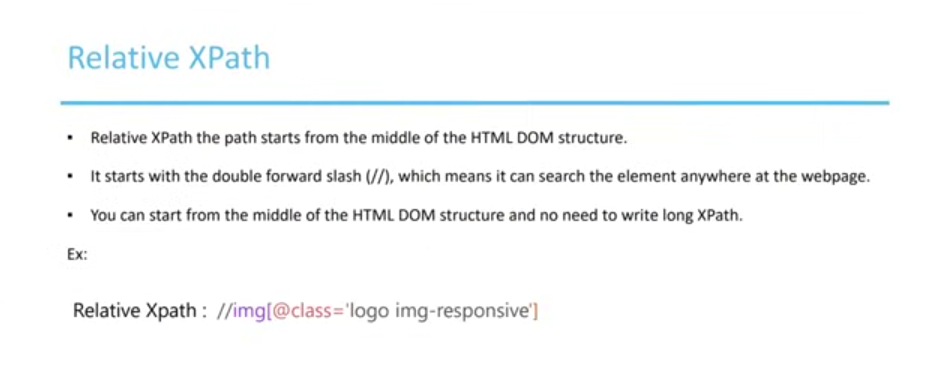 Relative XPath
▪ Relative XPath the path starts from the middle of the HTML DOM structure.
▪ It starts with the double forward slash (//), which means it can search the element anywhere at the webpage.
▪ You can start from the middle of the HTML DOM structure and no need to write long XPath.
Ex:
Relative Xpath : //img[@class='logo img-responsive']